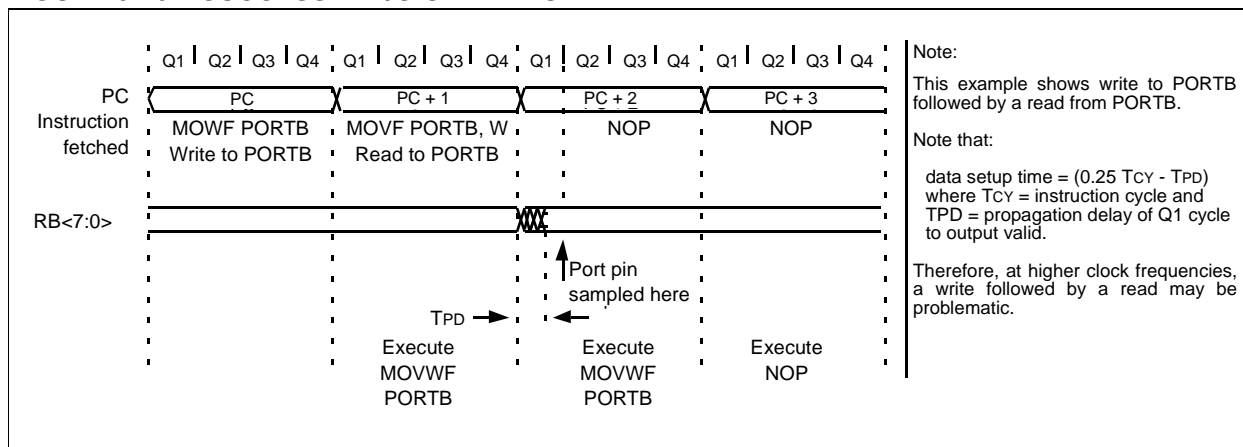 Q1 Q2 Q3 Q4 Q1 Q2 Q3 Q4 Q1 Q2 Q3 Q4 Q1 Q2 Q3 Q4
PC
Instruction
fetched
PC
PC + 1
PC + 2
PC + 3
MOWF PORTB
Write to PORTB
MOVF PORTB, W
Read to PORTB
NOP
NOP
RB<7:0>
Port pin
sampled here
TPD
Execute
MOVWF
PORTB
Execute
MOVWF
PORTB
Execute
NOP
Note:
This example shows write to PORTB
followed by a read from PORTB.
Note that:
data setup time = (0.25 TCY - TPD)
where TCY = instruction cycle and
TPD = propagation delay of Q1 cycle
to output valid.
Therefore, at higher clock frequencies,
a write followed by a read may be
problematic.